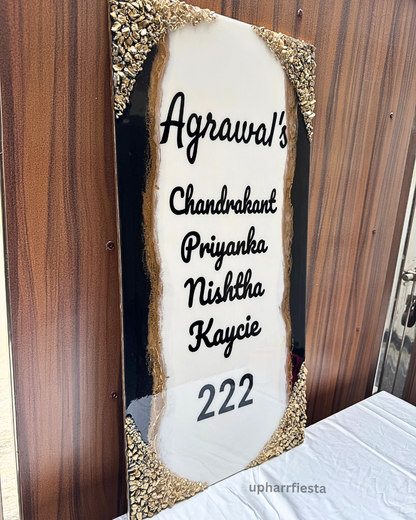 Agrawal's
Chandrakant
Priyanka
Nishtha
Kaycie
222
upharrfiesta